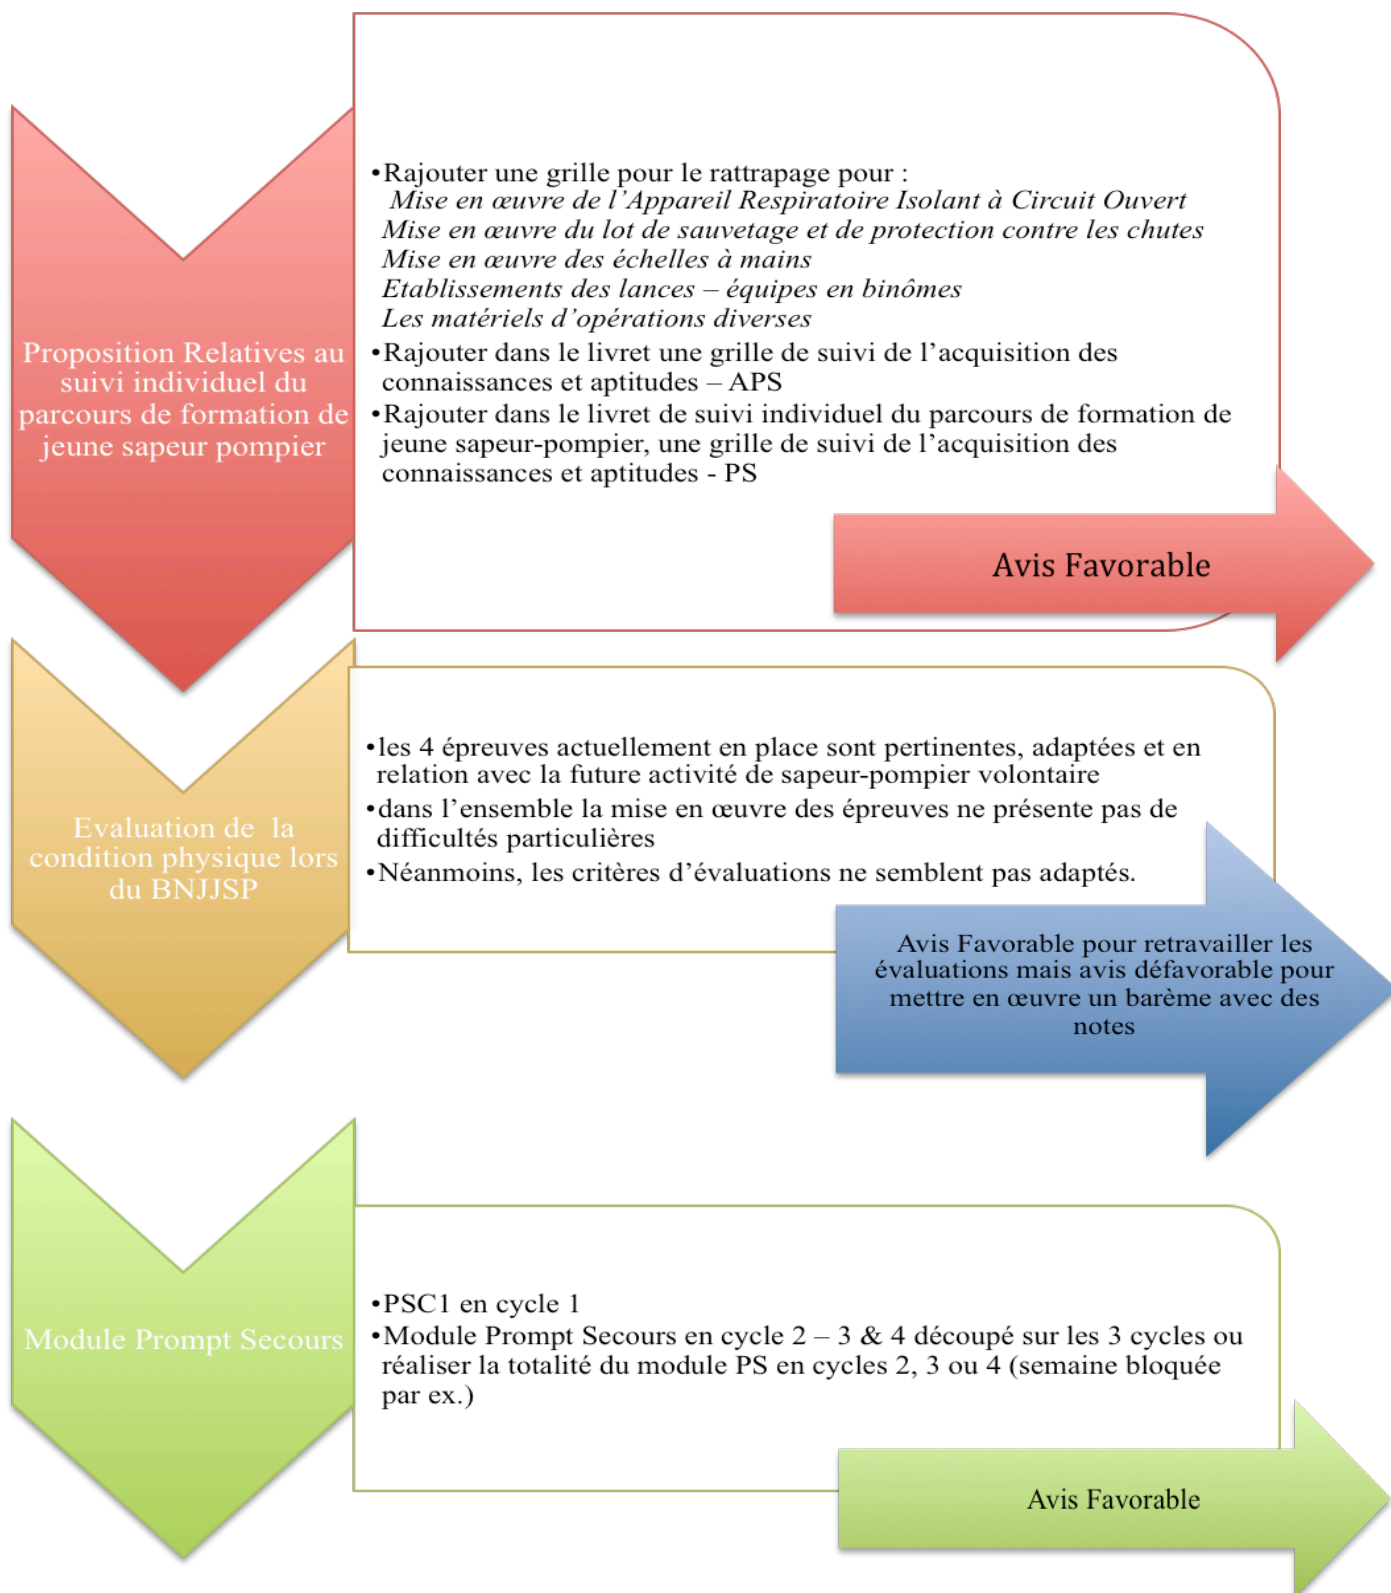 Proposition Relatives au
suivi individuel du
parcours de formation de
jeune sapeur pompier
•Rajouter une grille pour le rattrapage pour :
Mise en œuvre de l’Appareil Respiratoire Isolant à Circuit Ouvert
Mise en œuvre du lot de sauvetage et de protection contre les chutes
Mise en œuvre des échelles à mains
Etablissements des lances – équipes en binômes
Les matériels d’opérations diverses
•Rajouter dans le livret une grille de suivi de l’acquisition des
connaissances et aptitudes – APS
•Rajouter dans le livret de suivi individuel du parcours de formation de
jeune sapeur-pompier, une grille de suivi de l’acquisition des
connaissances et aptitudes - PS
Avis Favorable
Evaluation de la
condition physique lors
du BNJJSP
•les 4 épreuves actuellement en place sont pertinentes, adaptées et en
relation avec la future activité de sapeur-pompier volontaire
•dans l’ensemble la mise en œuvre des épreuves ne présente pas de
difficultés particulières
•Néanmoins, les critères d’évaluations ne semblent pas adaptés.
Avis Favorable pour retravailler les
évaluations mais avis défavorable pour
mettre en œuvre un barème avec des
notes
Module Prompt Secours
•PSC1 en cycle 1
•Module Prompt Secours en cycle 2 – 3 & 4 découpé sur les 3 cycles ou
réaliser la totalité du module PS en cycles 2, 3 ou 4 (semaine bloquée
par ex.)
Avis Favorable